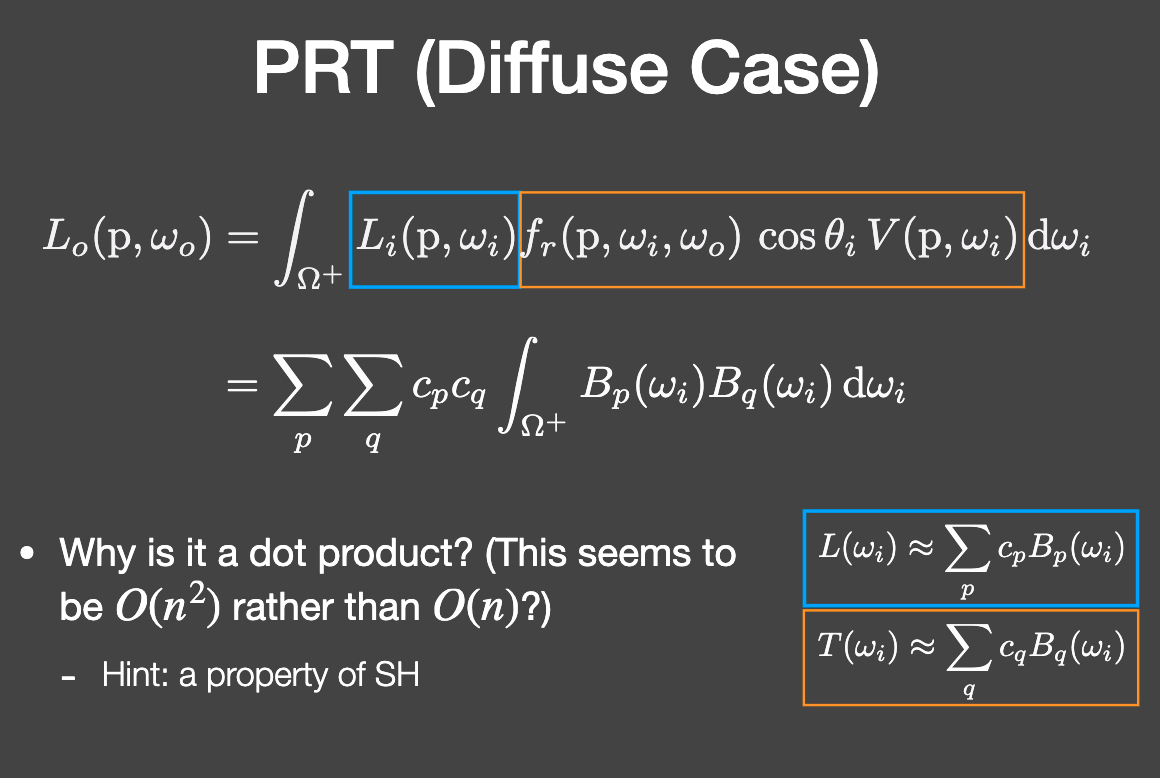 PRT (Diffuse Case)
$L_o(\mathrm{p}, \omega_o) = \int_{\Omega^+} L_i(\mathrm{p}, \omega_i) f_r(\mathrm{p}, \omega_i, \omega_o) \cos\theta_i V(\mathrm{p}, \omega_i) \, \mathrm{d}\omega_i$
$= \sum_p \sum_q c_p c_q \int_{\Omega^+} B_p(\omega_i) B_q(\omega_i) \, \mathrm{d}\omega_i$
• Why is it a dot product? (This seems to
be $O(n^2)$ rather than $O(n)$?)
- Hint: a property of SH
$L(\omega_i) \approx \sum_p c_p B_p(\omega_i)$
$T(\omega_i) \approx \sum_q c_q B_q(\omega_i)$